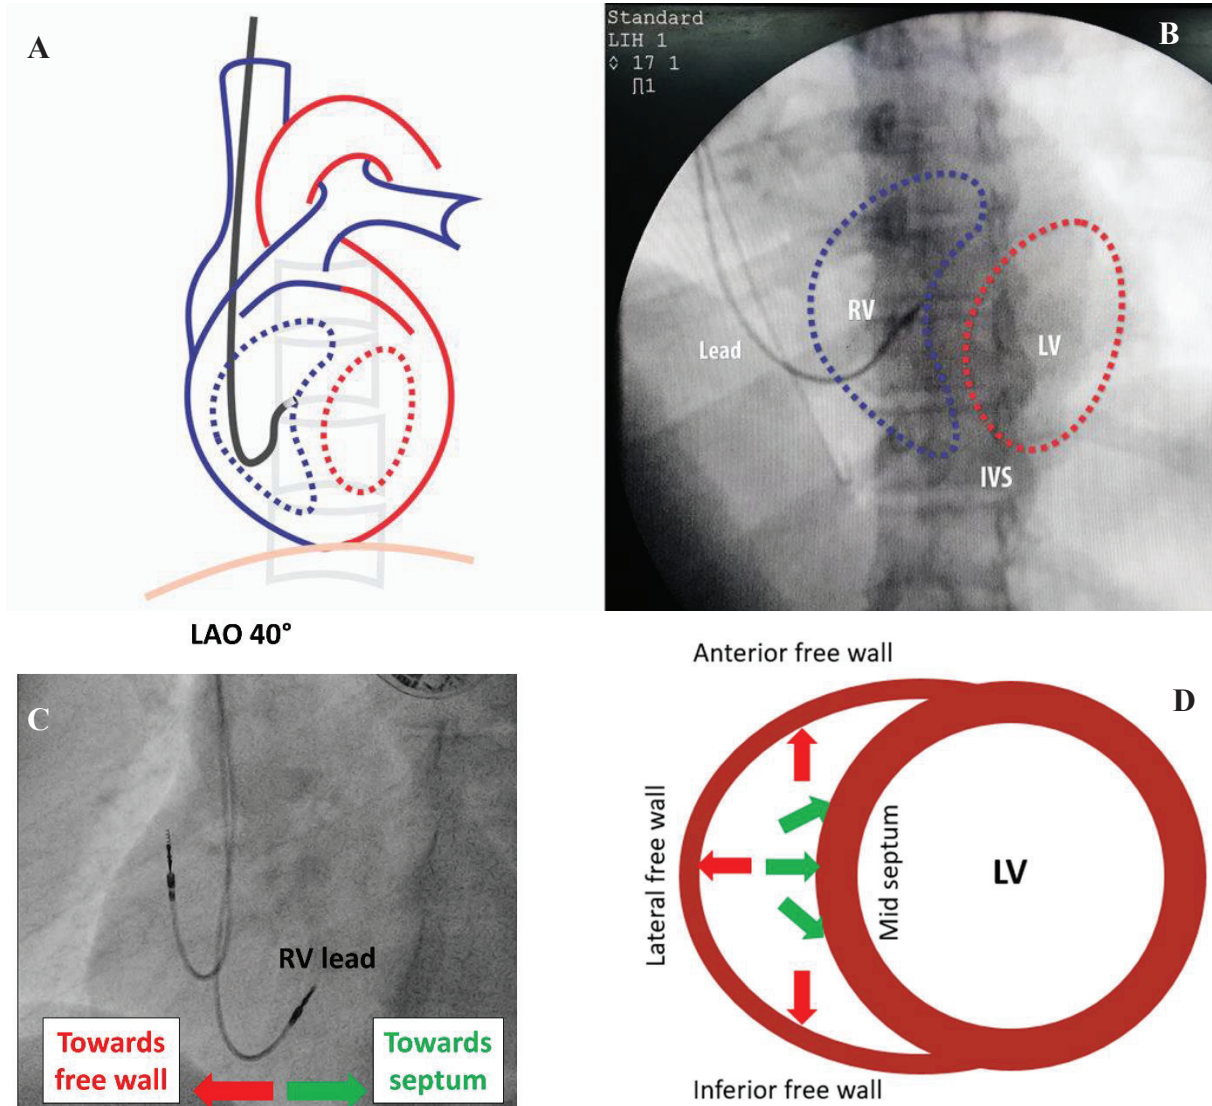 A
Standard
LIH 1
◊ 17 1
∏1
B
RV
Lead
LV
IVS
LAO 40°
C
RV lead
Towards
free wall
Towards
septum
Anterior free wall
D
Lateral free wall
Mid septum
LV
Inferior free wall